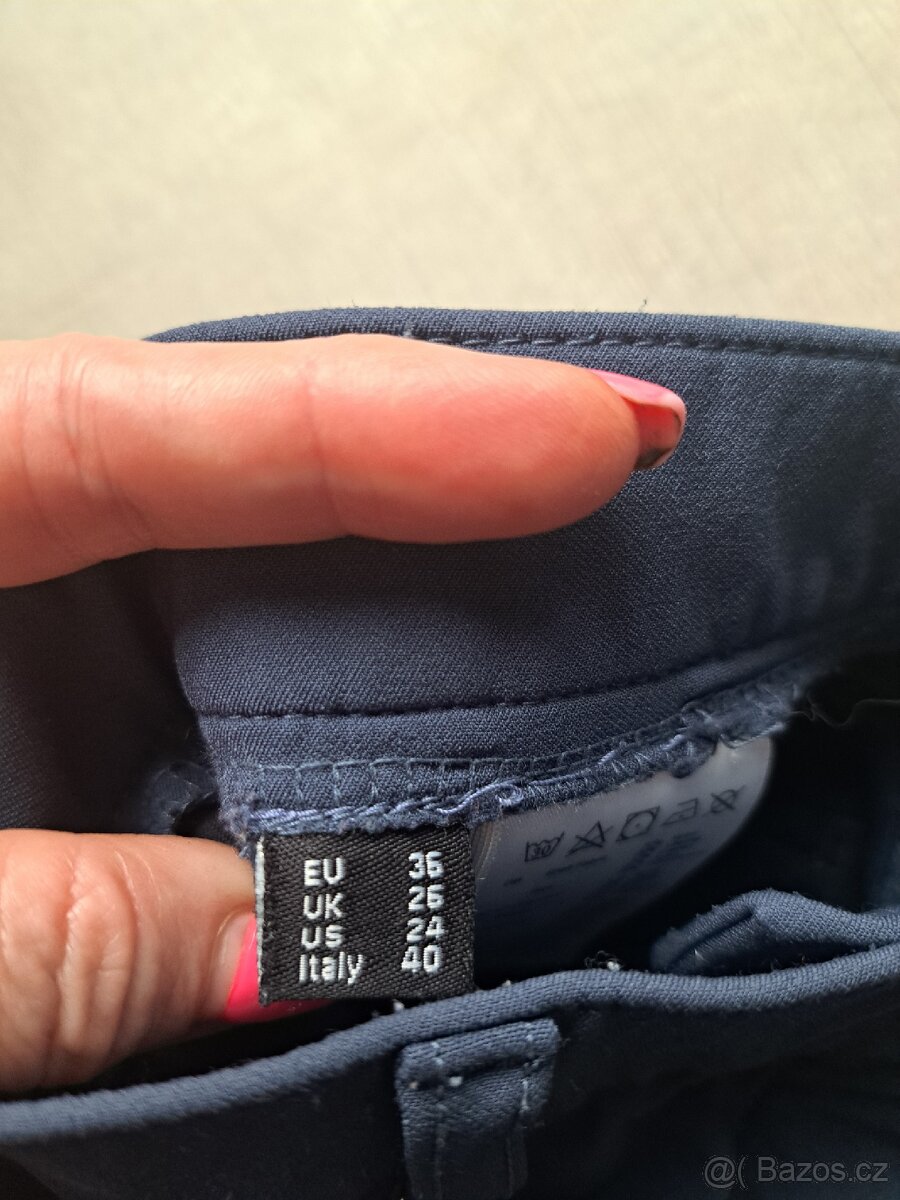 EU 36
UK 26
US 24
Italy 40
@( Bazos.cz